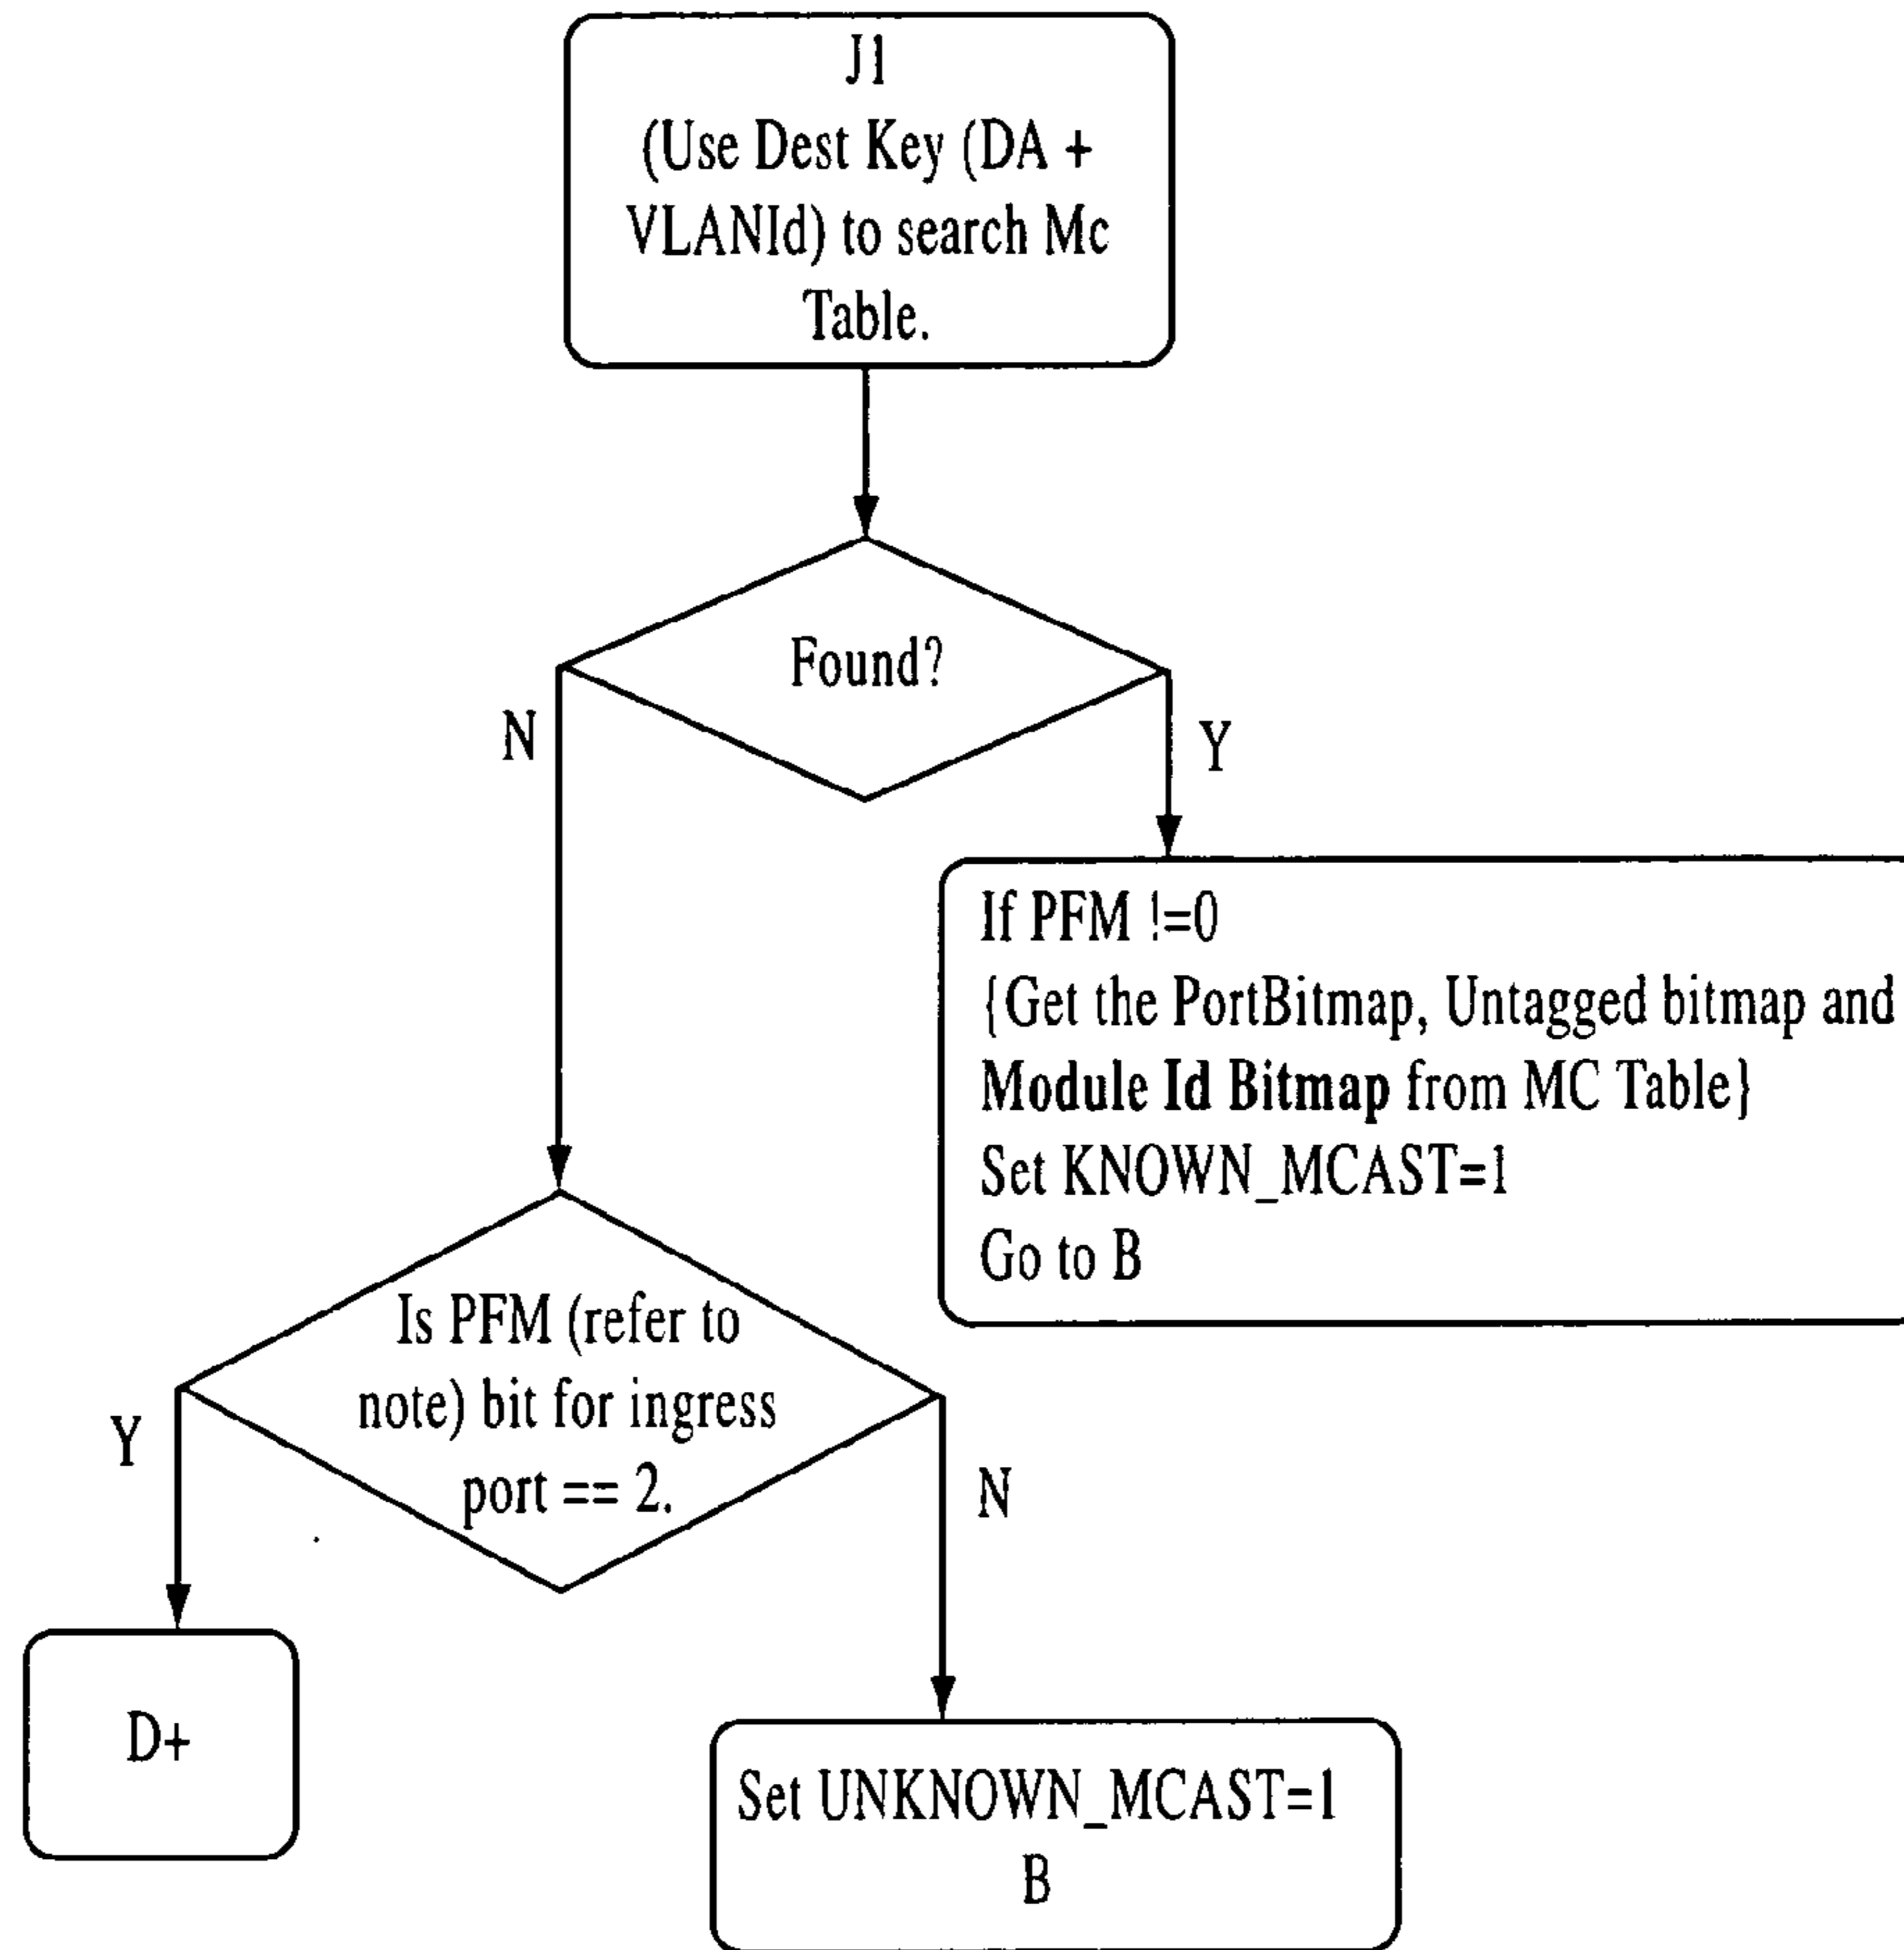 J1
(Use Dest Key (DA +
VLANId) to search Mc
Table.
Found?
N
Y
If PFM !=0
{Get the PortBitmap, Untagged bitmap and
Module Id Bitmap from MC Table}
Set KNOWN_MCAST=1
Go to B
Is PFM (refer to
note) bit for ingress
port == 2.
Y
N
D+
Set UNKNOWN_MCAST=1
B